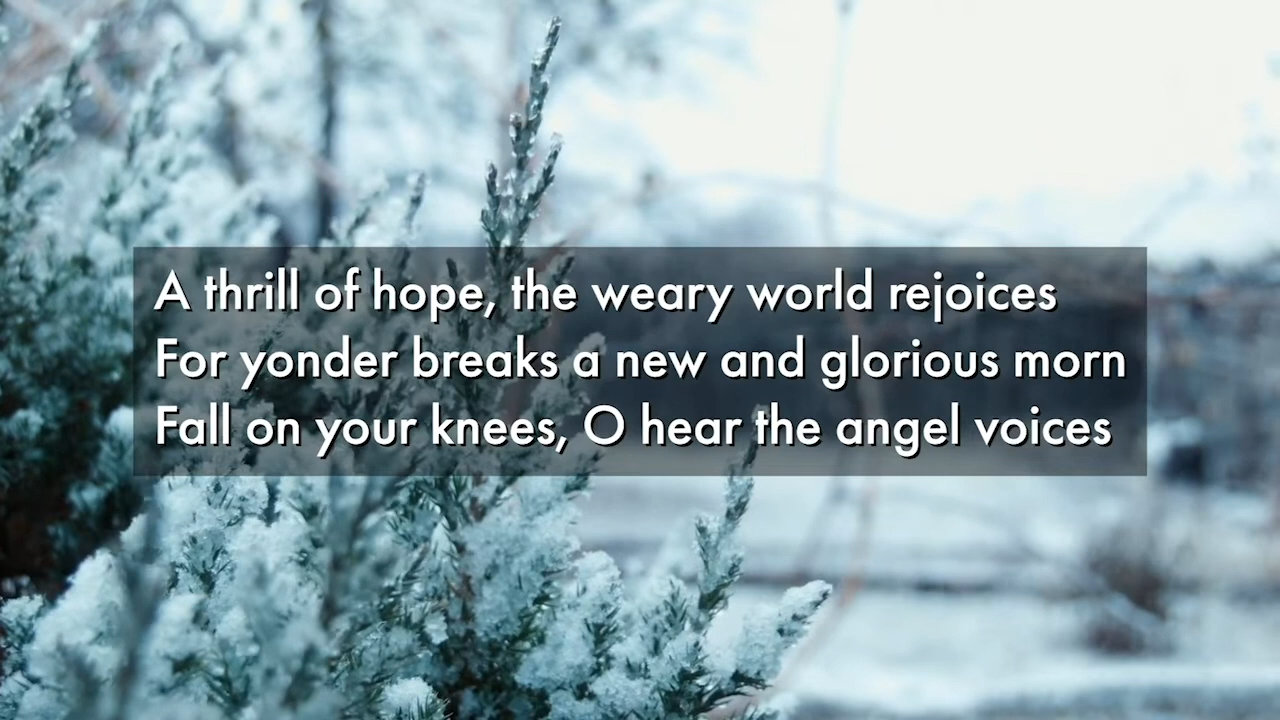 A thrill of hope, the weary world rejoices
For yonder breaks a new and glorious morn
Fall on your knees, O hear the angel voices